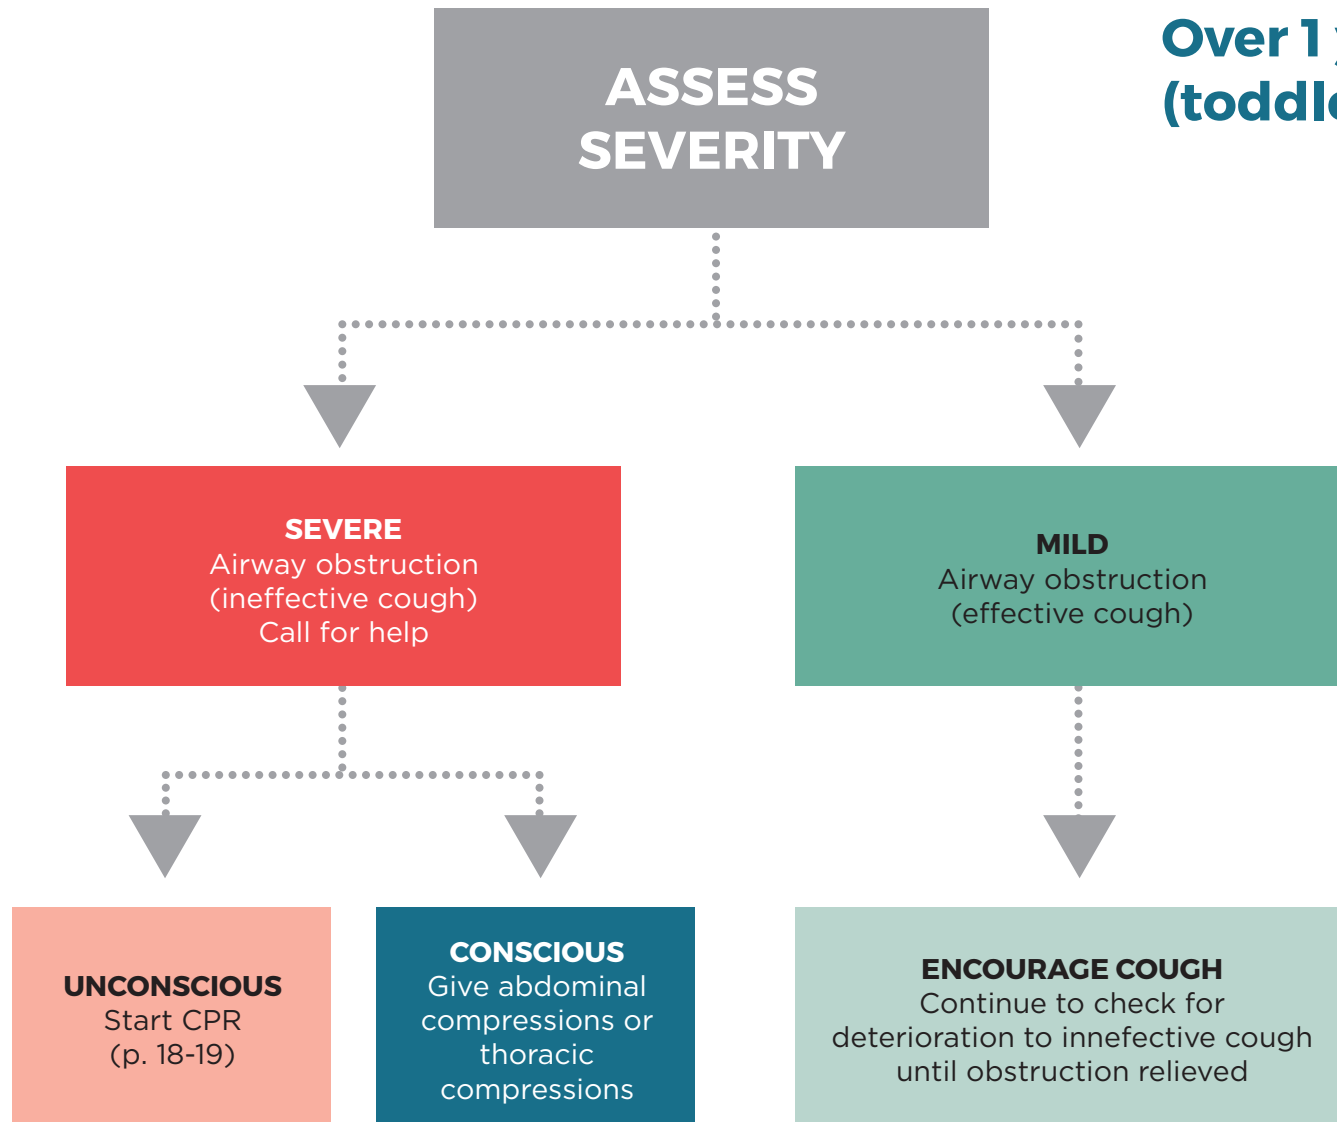 ASSESS
SEVERITY
Over 1
SEVERE
Airway obstruction
(ineffective cough)
Call for help
MILD
Airway obstruction
(effective cough)
UNCONSCIOUS
Start CPR
(p. 18-19)
CONSCIOUS
Give abdominal
compressions or
thoracic
compressions
ENCOURAGE COUGH
Continue to check for
deterioration to innefective cough
until obstruction relieved